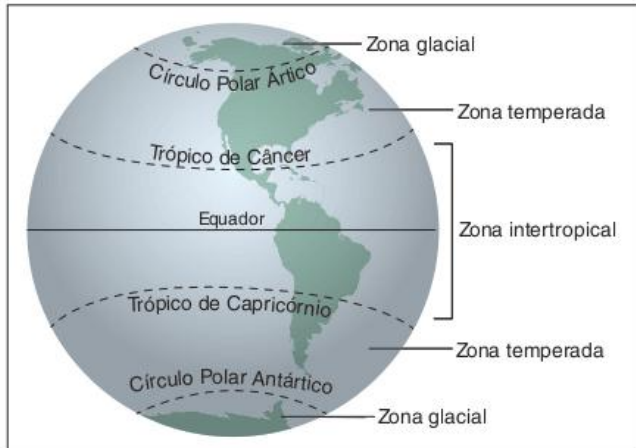 Zona glacial
Círculo Polar Ártico
Zona temperada
Trópico de Câncer
Equador
Zona intertropical
Trópico de Capricórnio
Zona temperada
Círculo Polar Antártico
Zona glacial